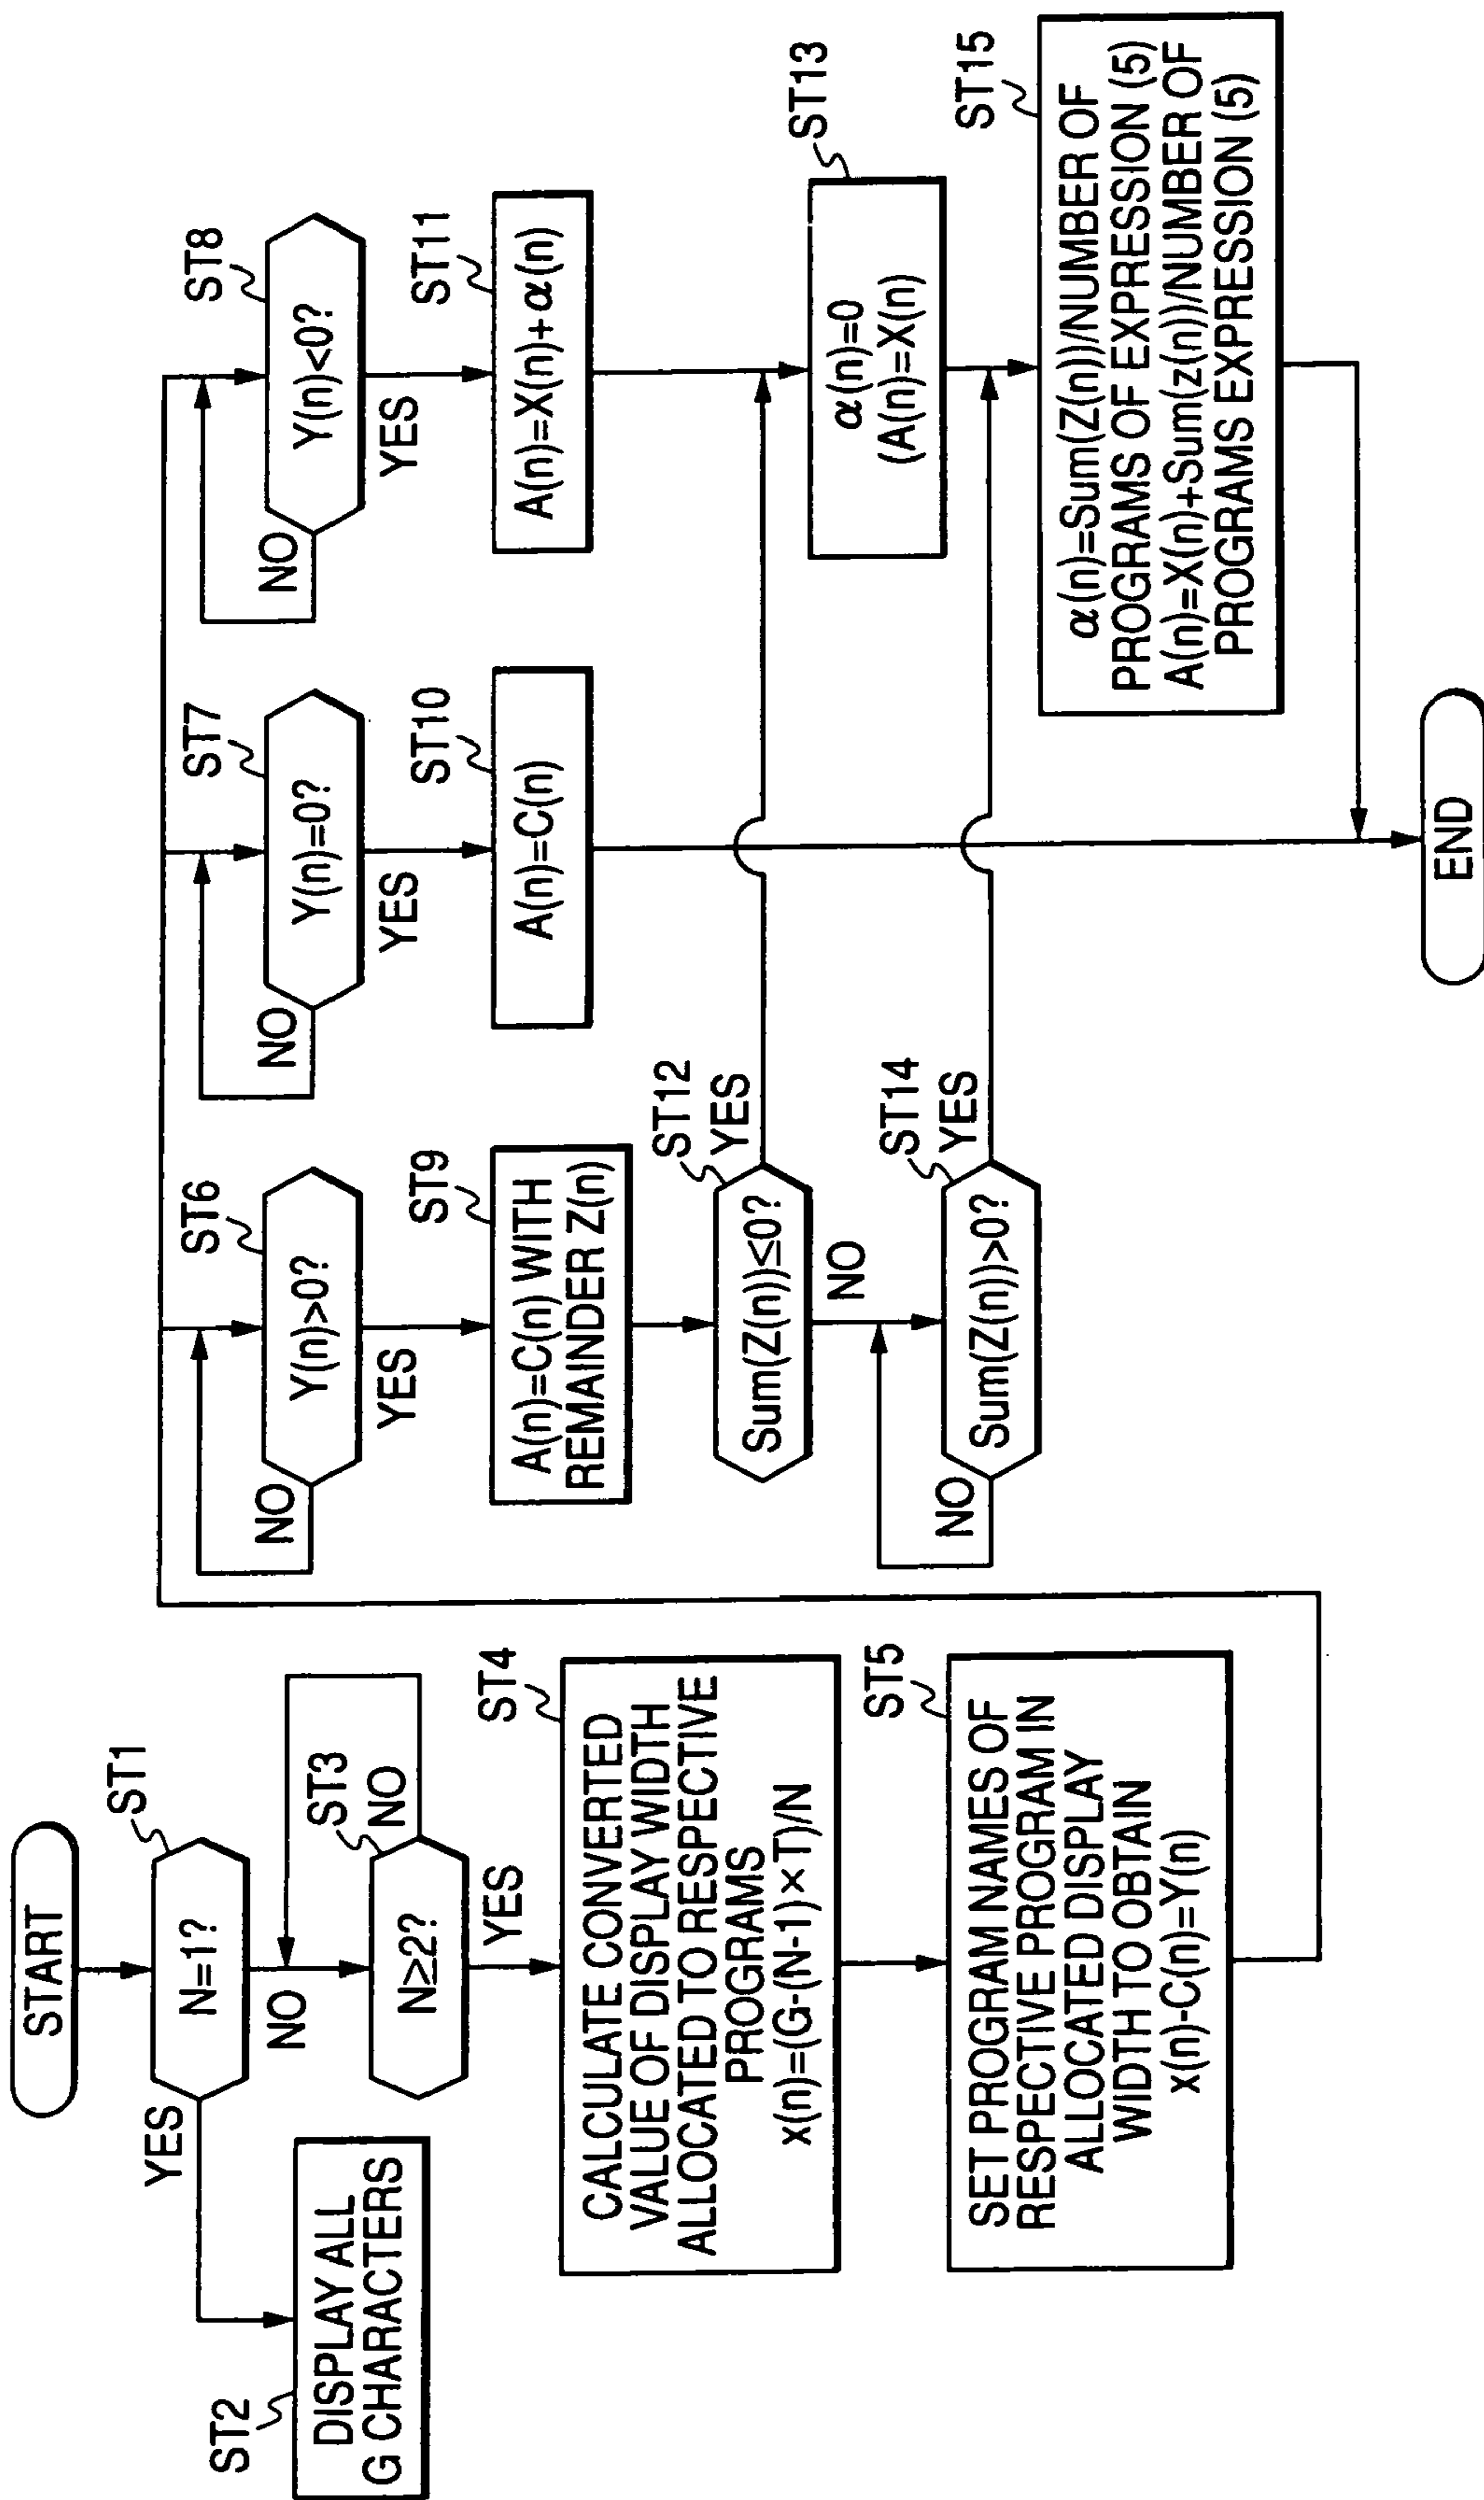 START
ST1
N=1?
YES
NO
ST2
DISPLAY ALL
G CHARACTERS
ST3
N≥2?
NO
YES
ST4
CALCULATE CONVERTED
VALUE OF DISPLAY WIDTH
ALLOCATED TO RESPECTIVE
PROGRAMS
x(n)=(G-(N-1)×T)/N
ST5
SET PROGRAM NAMES OF
RESPECTIVE PROGRAM IN
ALLOCATED DISPLAY
WIDTH TO OBTAIN
x(n)-C(n)=Y(n)
ST6
Y(n)>0?
NO
YES
ST7
Y(n)=0?
NO
YES
ST8
Y(n)<0?
NO
YES
ST9
A(n)=C(n) WITH
REMAINDER Z(n)
ST10
A(n)=C(n)
ST11
A(n)=X(n)+α(n)
ST12
Sum(Z(n))≤0?
YES
NO
ST13
α(n)=0
(A(n)=X(n)
ST14
Sum(Z(n))>0?
YES
NO
ST15
α(n)=Sum(Z(n))/NUMBER OF
PROGRAMS OF EXPRESSION (5)
A(n)=X(n)+Sum(z(n))/NUMBER OF
PROGRAMS EXPRESSION (5)
END